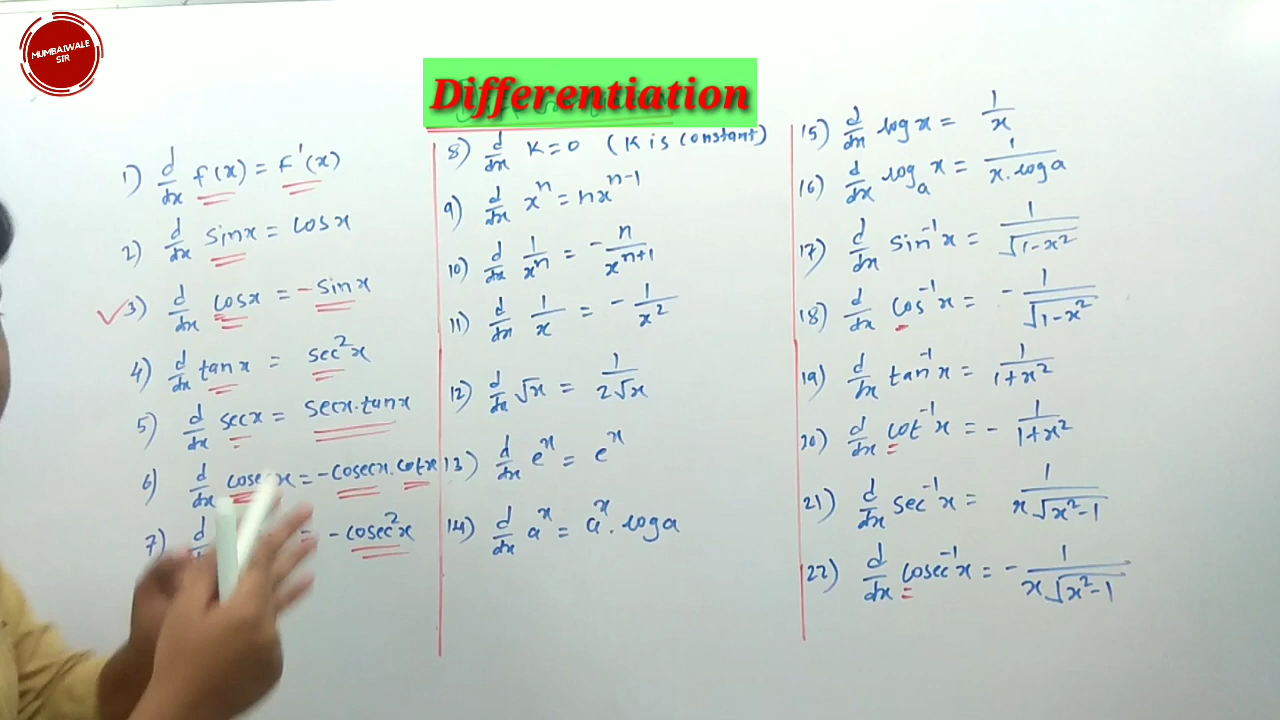 MUMBAIWALE
SIR
Differentiation
1) d/dx f(x) = F'(x)
2) d/dx sinx = cosx
3) d/dx cosx = - sinx
4) d/dx tanx = sec²x
5) d/dx secx = secx.tanx
6) d/dx cosecx = -cosecx.cotx
7) d/dx = -cosec²x
8) d/dx K=0 (K is constant)
9) d/dx xⁿ = nxⁿ⁻¹
10) d/dx 1/xⁿ = - n/xⁿ⁺¹
11) d/dx 1/x = - 1/x²
12) d/dx √x = 1/2√x
13) d/dx eˣ = eˣ
14) d/dx aˣ = aˣ.loga
15) d/dx logx = 1/x
16) d/dx logₐx = 1/x.loga
17) d/dx sin⁻¹x = 1/√1-x²
18) d/dx cos⁻¹x = - 1/√1-x²
19) d/dx tan⁻¹x = 1/1+x²
20) d/dx cot⁻¹x = - 1/1+x²
21) d/dx sec⁻¹x = 1/x√x²-1
22) d/dx cosec⁻¹x = - 1/x√x²-1